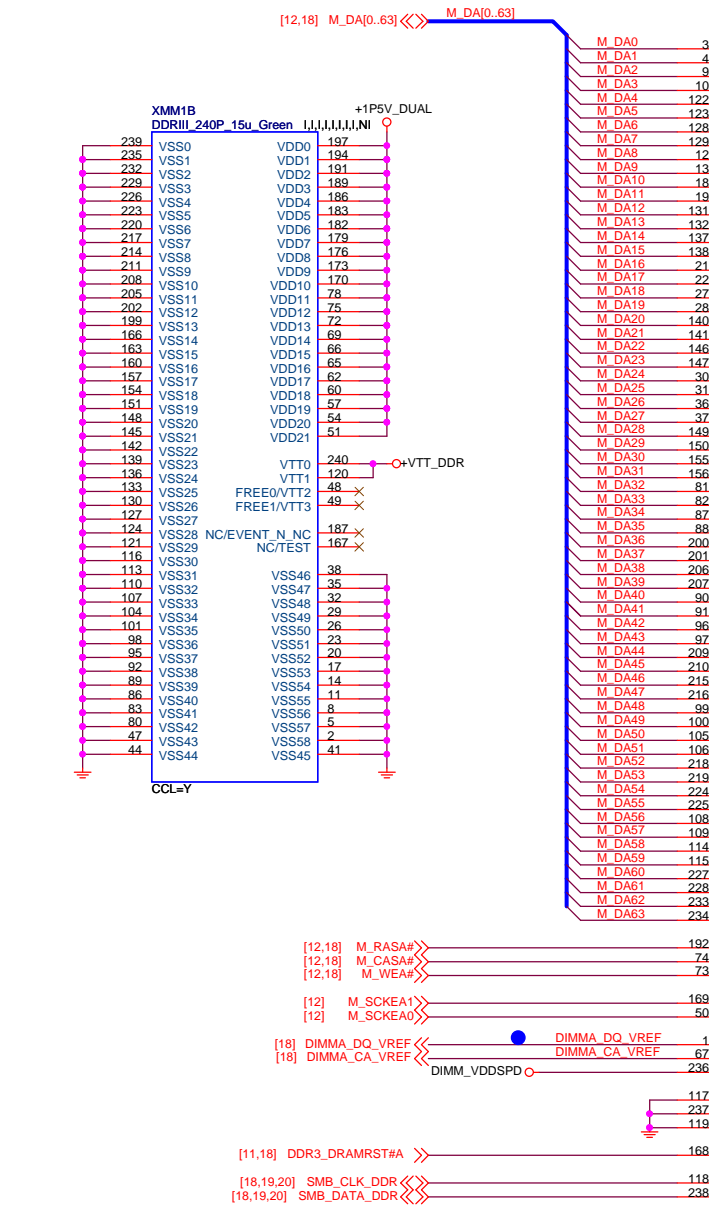 [12,18] M_DA[0..63] M_DA[0..63]
M_DA0 3
M_DA1 4
M_DA2 9
M_DA3 10
M_DA4 122
M_DA5 123
M_DA6 128
M_DA7 129
M_DA8 12
M_DA9 13
M_DA10 18
M_DA11 19
M_DA12 131
M_DA13 132
M_DA14 137
M_DA15 138
M_DA16 21
M_DA17 22
M_DA18 27
M_DA19 28
M_DA20 140
M_DA21 141
M_DA22 146
M_DA23 147
M_DA24 30
M_DA25 31
M_DA26 36
M_DA27 37
M_DA28 149
M_DA29 150
M_DA30 155
M_DA31 156
M_DA32 81
M_DA33 82
M_DA34 87
M_DA35 88
M_DA36 200
M_DA37 201
M_DA38 206
M_DA39 207
M_DA40 90
M_DA41 91
M_DA42 96
M_DA43 97
M_DA44 209
M_DA45 210
M_DA46 215
M_DA47 216
M_DA48 99
M_DA49 100
M_DA50 105
M_DA51 106
M_DA52 218
M_DA53 219
M_DA54 224
M_DA55 225
M_DA56 108
M_DA57 109
M_DA58 114
M_DA59 115
M_DA60 227
M_DA61 228
M_DA62 233
M_DA63 234
XMM1B
DDRIII_240P_15u_Green I,I,I,I,I,I,I,I,NI
+1P5V_DUAL
239 VSS0 VDD0 197
235 VSS1 VDD1 194
232 VSS2 VDD2 191
229 VSS3 VDD3 189
226 VSS4 VDD4 186
223 VSS5 VDD5 183
220 VSS6 VDD6 182
217 VSS7 VDD7 179
214 VSS8 VDD8 176
211 VSS9 VDD9 173
208 VSS10 VDD10 170
205 VSS11 VDD11 78
202 VSS12 VDD12 75
199 VSS13 VDD13 72
166 VSS14 VDD14 69
163 VSS15 VDD15 66
160 VSS16 VDD16 65
157 VSS17 VDD17 62
154 VSS18 VDD18 60
151 VSS19 VDD19 57
148 VSS20 VDD20 54
145 VSS21 VDD21 51
142 VSS22
139 VSS23 VTT0 240 +VTT_DDR
136 VSS24 VTT1 120
133 VSS25 FREE0/VTT2 48
130 VSS26 FREE1/VTT3 49
127 VSS27
124 VSS28 NC/EVENT_N_NC 187
121 VSS29 NC/TEST 167
116 VSS30
113 VSS31 VSS46 38
110 VSS32 VSS47 35
107 VSS33 VSS48 32
104 VSS34 VSS49 29
101 VSS35 VSS50 26
98 VSS36 VSS51 23
95 VSS37 VSS52 20
92 VSS38 VSS53 17
89 VSS39 VSS54 14
86 VSS40 VSS55 11
83 VSS41 VSS56 8
80 VSS42 VSS57 5
47 VSS43 VSS58 2
44 VSS44 VSS45 41
CCL=Y
[12,18] M_RASA# 192
[12,18] M_CASA# 74
[12,18] M_WEA# 73
[12] M_SCKEA1 169
[12] M_SCKEA0 50
[18] DIMMA_DQ_VREF DIMMA_DQ_VREF 1
[18] DIMMA_CA_VREF DIMMA_CA_VREF 67
DIMM_VDDSPD 236
117
237
119
[11,18] DDR3_DRAMRST#A 168
[18,19,20] SMB_CLK_DDR 118
[18,19,20] SMB_DATA_DDR 238